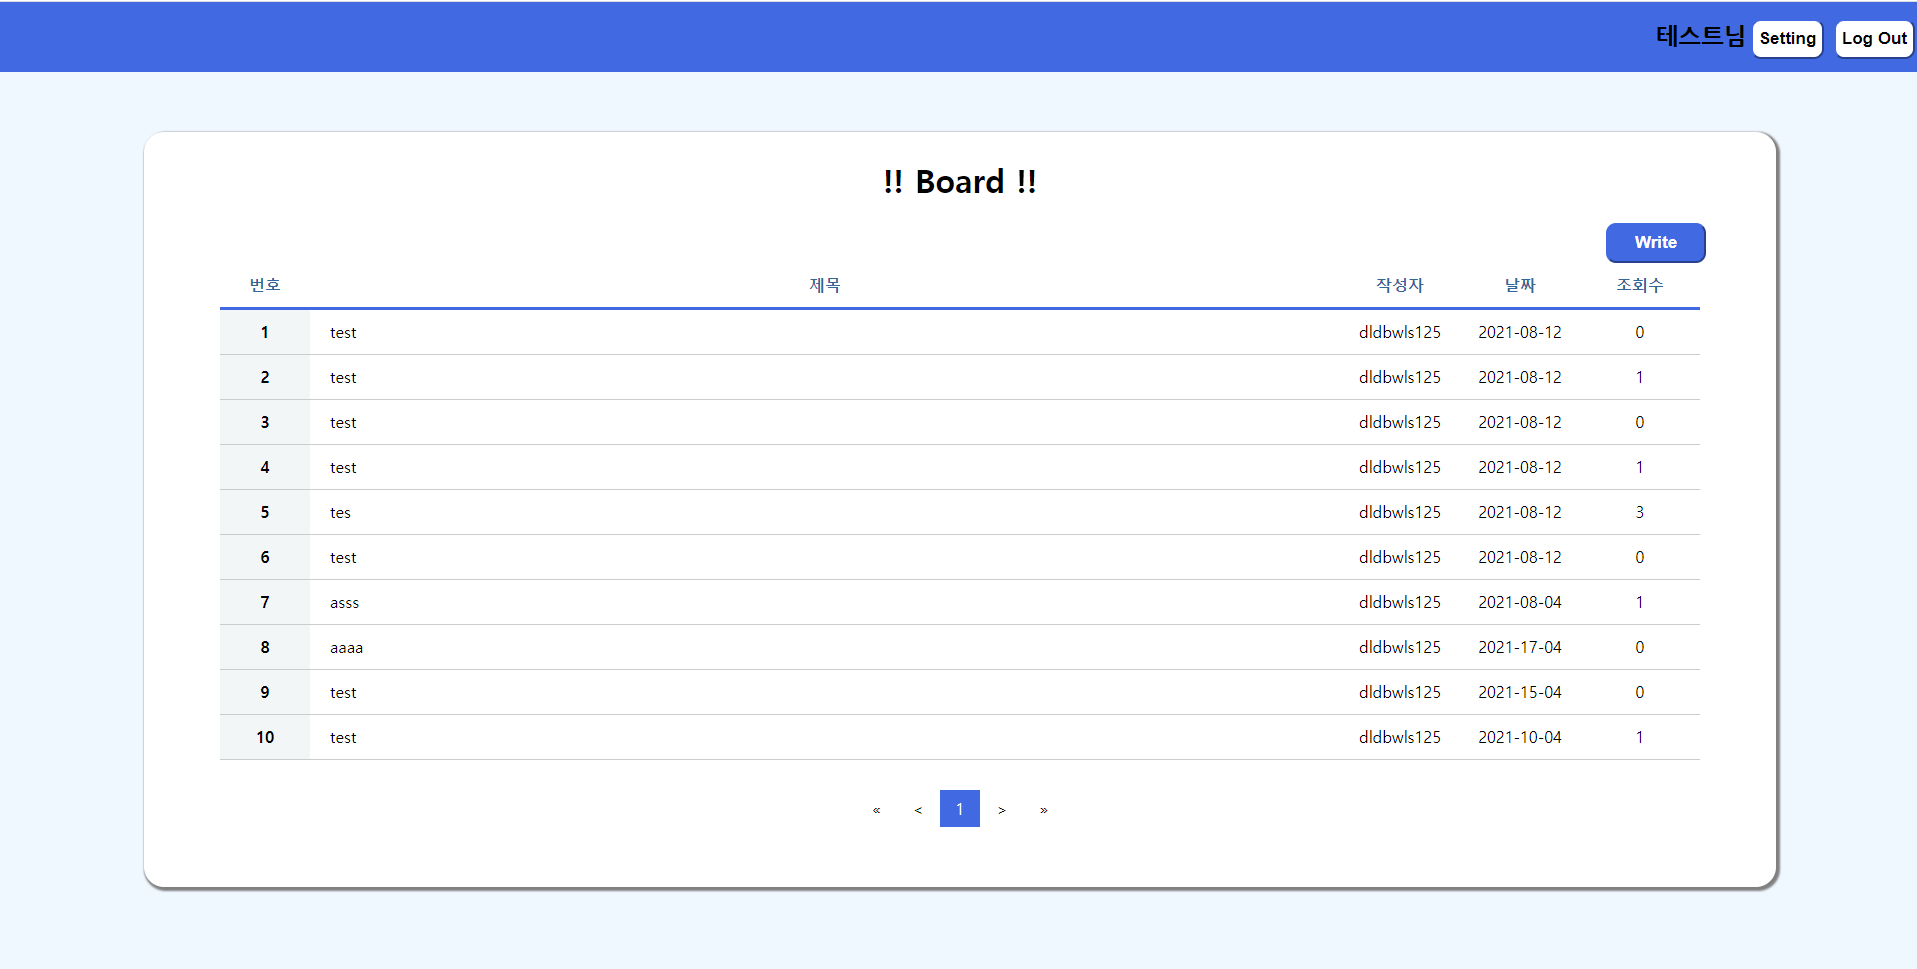 테스트님 Setting Log Out
!! Board !!
Write
번호 제목 작성자 날짜 조회수
1 test dldbwls125 2021-08-12 0
2 test dldbwls125 2021-08-12 1
3 test dldbwls125 2021-08-12 0
4 test dldbwls125 2021-08-12 1
5 tes dldbwls125 2021-08-12 3
6 test dldbwls125 2021-08-12 0
7 asss dldbwls125 2021-08-04 1
8 aaaa dldbwls125 2021-17-04 0
9 test dldbwls125 2021-15-04 0
10 test dldbwls125 2021-10-04 1
« < 1 > »